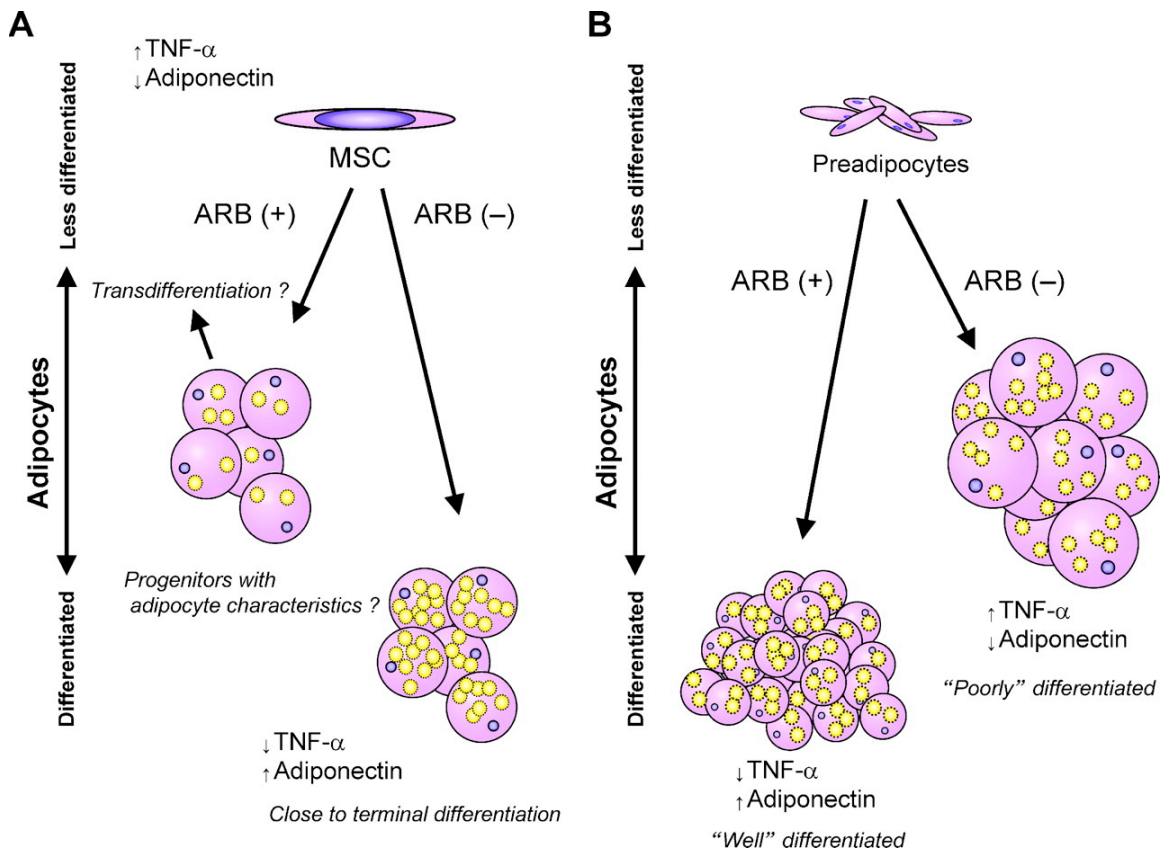 A
↑TNF-α
↓Adiponectin
MSC
ARB (+)
ARB (–)
Less differentiated
Adipocytes
Differentiated
Transdifferentiation ?
Progenitors with
adipocyte characteristics ?
↓TNF-α
↑Adiponectin
Close to terminal differentiation
B
Preadipocytes
ARB (+)
ARB (–)
Less differentiated
Adipocytes
Differentiated
↑TNF-α
↓Adiponectin
“Poorly” differentiated
↓TNF-α
↑Adiponectin
“Well” differentiated